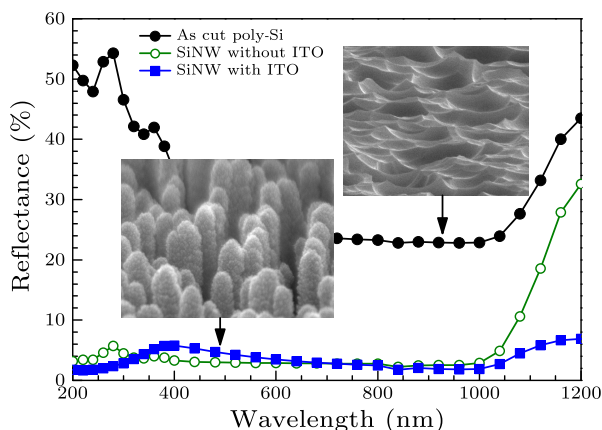 60
50
40
30
20
10
0
Reflectance (%)
As cut poly-Si
SiNW without ITO
SiNW with ITO
200
400
600
800
1000
1200
Wavelength (nm)